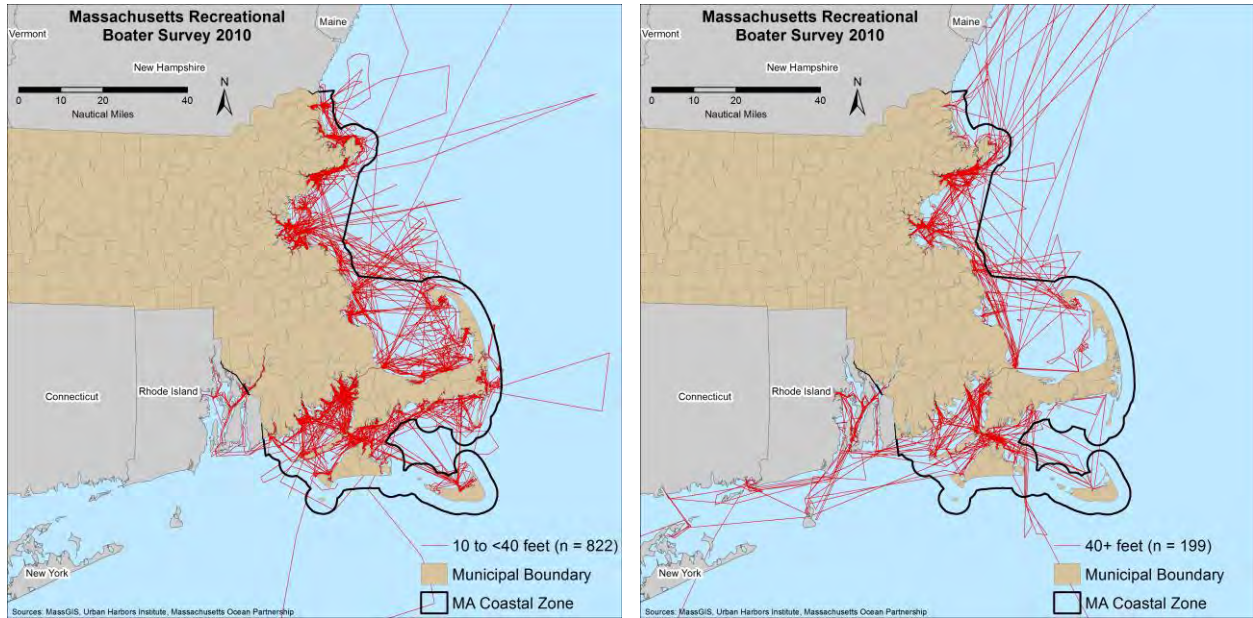 Massachusetts Recreational
Boater Survey 2010
Maine
Vermont
New Hampshire
N
0 10 20 40
Nautical Miles
Connecticut
Rhode Island
New York
10 to <40 feet (n = 822)
Municipal Boundary
MA Coastal Zone
Sources: MassGIS, Urban Harbors Institute, Massachusetts Ocean Partnership
Massachusetts Recreational
Boater Survey 2010
Maine
Vermont
New Hampshire
N
0 10 20 40
Nautical Miles
Connecticut
Rhode Island
New York
40+ feet (n = 199)
Municipal Boundary
MA Coastal Zone
Sources: MassGIS, Urban Harbors Institute, Massachusetts Ocean Partnership